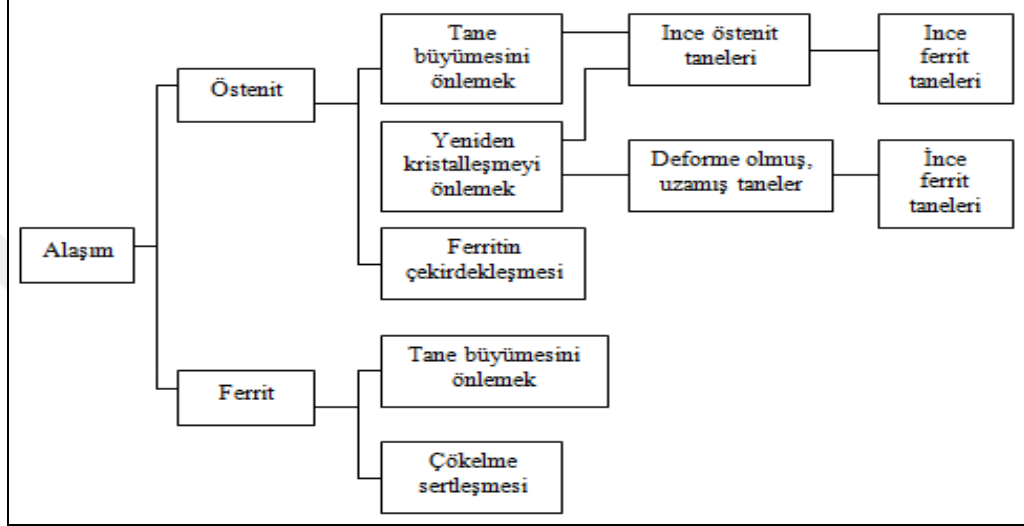 Tane
büyümesini
önlemek
Ince östenit
taneleri
Ince
ferrit
taneleri
Östenit
Yeniden
kristalleşmeyi
önlemek
Deforme olmuş,
uzamış taneler
İnce
ferrit
taneleri
Alaşım
Ferritin
çekirdekleşmesi
Tane büyümesini
önlemek
Ferrit
Çökelme
sertleşmesi